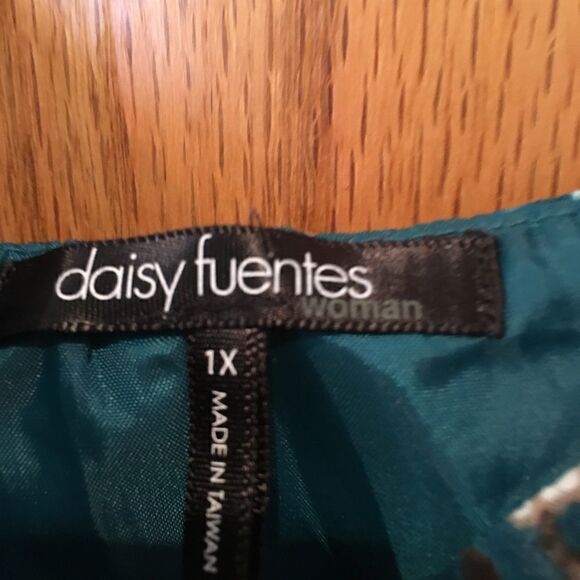 daisy fuentes
woman
1X
MADE IN TAIWAN